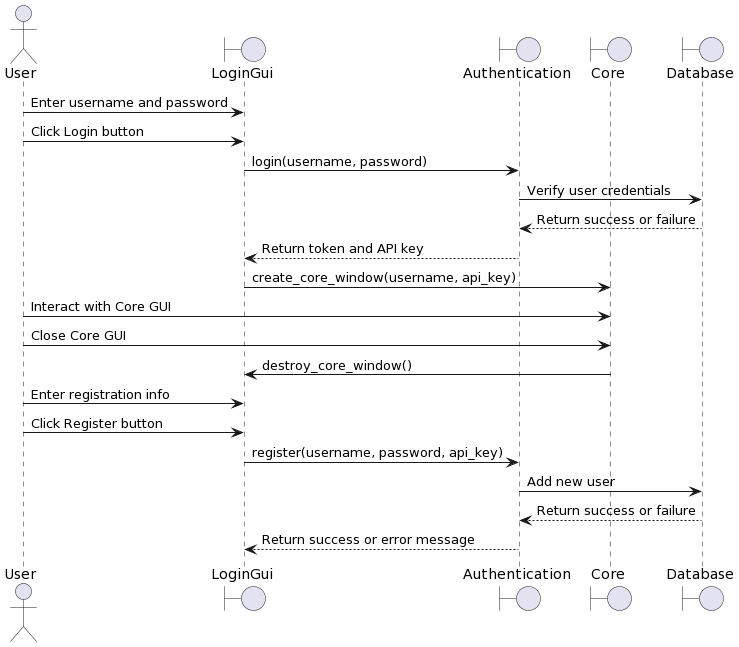 User LoginGui Authentication Core Database
Enter username and password
Click Login button
login(username, password)
Verify user credentials
Return success or failure
Return token and API key
create_core_window(username, api_key)
Interact with Core GUI
Close Core GUI
destroy_core_window()
Enter registration info
Click Register button
register(username, password, api_key)
Add new user
Return success or failure
Return success or error message
User LoginGui Authentication Core Database